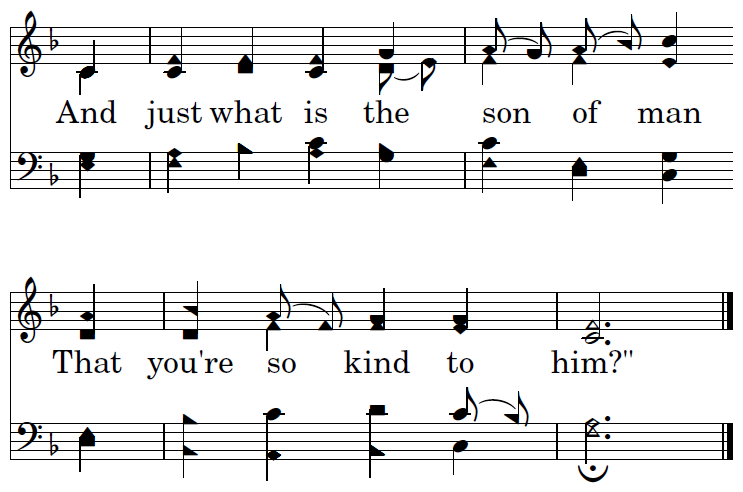 And just what is the son of man
That you're so kind to him?"